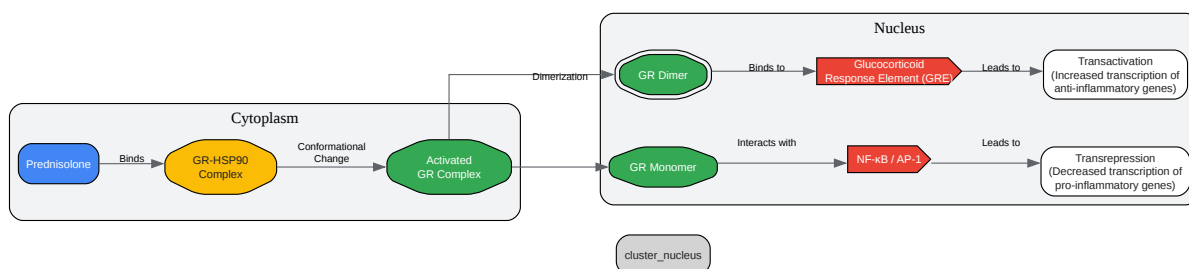 Nucleus
GR Dimer
Dimerization
Binds to
Glucocorticoid
Response Element (GRE)
Leads to
Transactivation
(Increased transcription of
anti-inflammatory genes)
Cytoplasm
Prednisolone
Binds
GR-HSP90
Complex
Conformational
Change
Activated
GR Complex
GR Monomer
Interacts with
NF-κB / AP-1
Leads to
Transrepression
(Decreased transcription of
pro-inflammatory genes)
cluster_nucleus